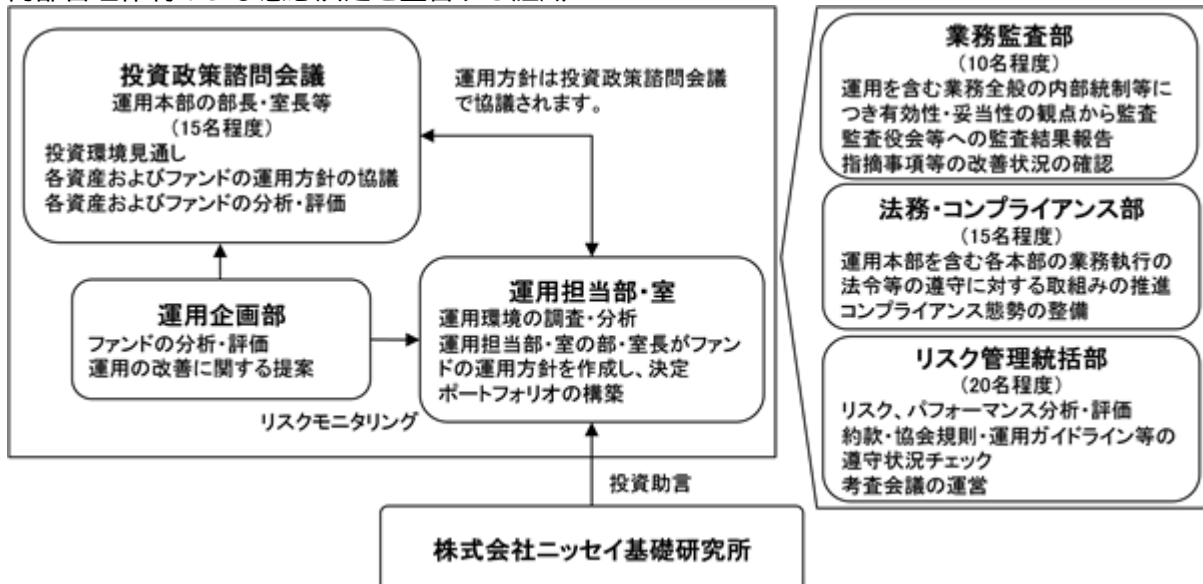 投資政策諮問会議
運用本部の部長・室長等
(15名程度)
投資環境見通し
各資産およびファンドの運用方針の協議
各資産およびファンドの分析・評価
運用方針は投資政策諮問会議
で協議されます。
運用企画部
ファンドの分析・評価
運用の改善に関する提案
リスクモニタリング
運用担当部・室
運用環境の調査・分析
運用担当部・室の部・室長がファン
ドの運用方針を作成し、決定
ポートフォリオの構築
投資助言
株式会社ニッセイ基礎研究所
業務監査部
(10名程度)
運用を含む業務全般の内部統制等に
つき有効性・妥当性の観点から監査
監査役会等への監査結果報告
指摘事項等の改善状況の確認
法務・コンプライアンス部
(15名程度)
運用本部を含む各本部の業務執行の
法令等の遵守に対する取組みの推進
コンプライアンス態勢の整備
リスク管理統括部
(20名程度)
リスク、パフォーマンス分析・評価
約款・協会規則・運用ガイドライン等の
遵守状況チェック
考査会議の運営